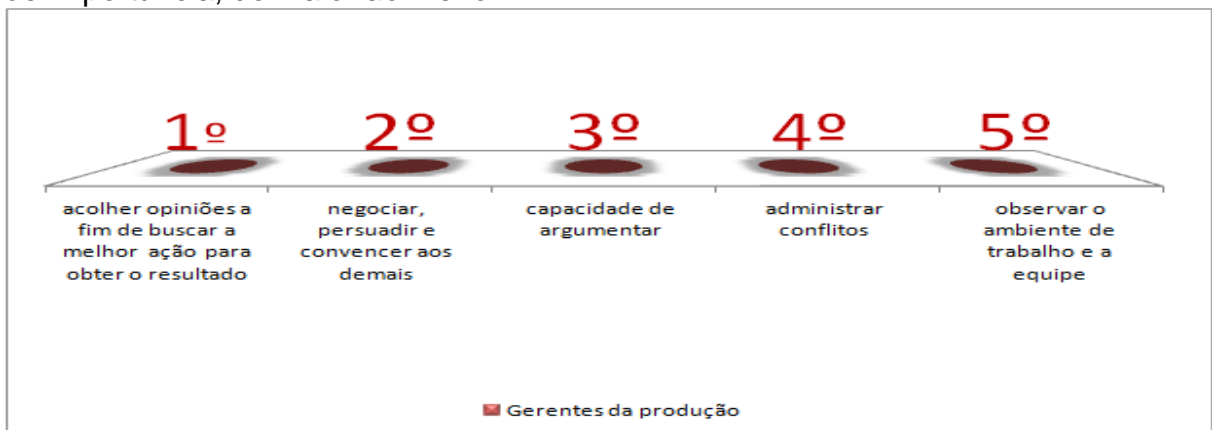 1º 2º 3º 4º 5º
acolher opiniões a
fim de buscar a
melhor ação para
obter o resultado
negociar,
persuadir e
convencer aos
demais
capacidade de
argumentar
administrar
conflitos
observar o
ambiente de
trabalho e a
equipe
Gerentes da produção